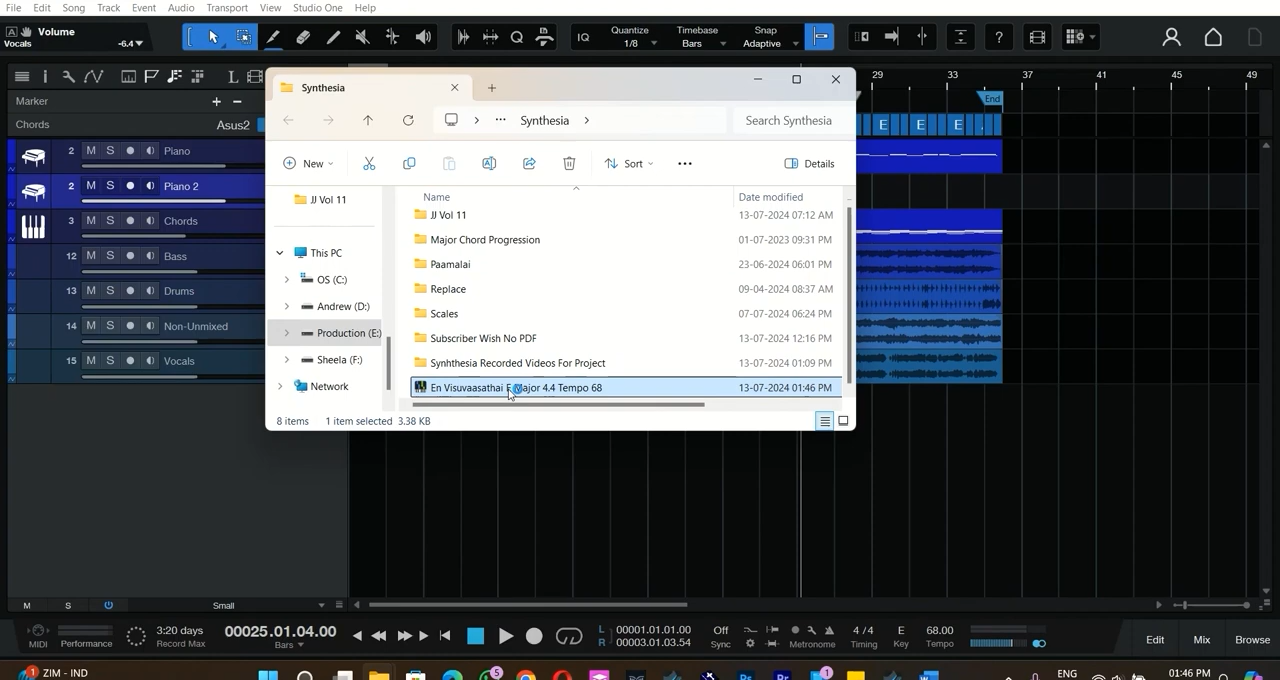 File Edit Song Track Event Audio Transport View Studio One Help
A Volume
Vocals -6.4
IQ Quantize 1/8 Timebase Bars Snap Adaptive ?
Marker + −
Chords Asus2
29 33 37 41 45 49
End
E E E
2 M S Piano
2 M S Piano 2
3 M S Chords
12 M S Bass
13 M S Drums
14 M S Non-Unmixed
15 M S Vocals
Synthesia
Synthesia Search Synthesia
New Sort Details
Name Date modified
JJ Vol 11
This PC
OS (C:)
Andrew (D:)
Production (E:)
Sheela (F:)
Network
JJ Vol 11 13-07-2024 07:12 AM
Major Chord Progression 01-07-2023 09:31 PM
Paamalai 23-06-2024 06:01 PM
Replace 09-04-2024 08:37 AM
Scales 07-07-2024 06:24 PM
Subscriber Wish No PDF 13-07-2024 12:16 PM
Synhthesia Recorded Videos For Project 13-07-2024 01:09 PM
En Visuvaasathai E Major 4.4 Tempo 68 13-07-2024 01:46 PM
8 items 1 item selected 3.38 KB
M S Small
MIDI Performance 3:20 days Record Max 00025.01.04.00 Bars
L 00001.01.01.00
R 00003.01.03.54
Off Sync Metronome 4 / 4 Timing E Key 68.00 Tempo
Edit Mix Browse
1 ZIM - IND 5 1 ENG 01:46 PM